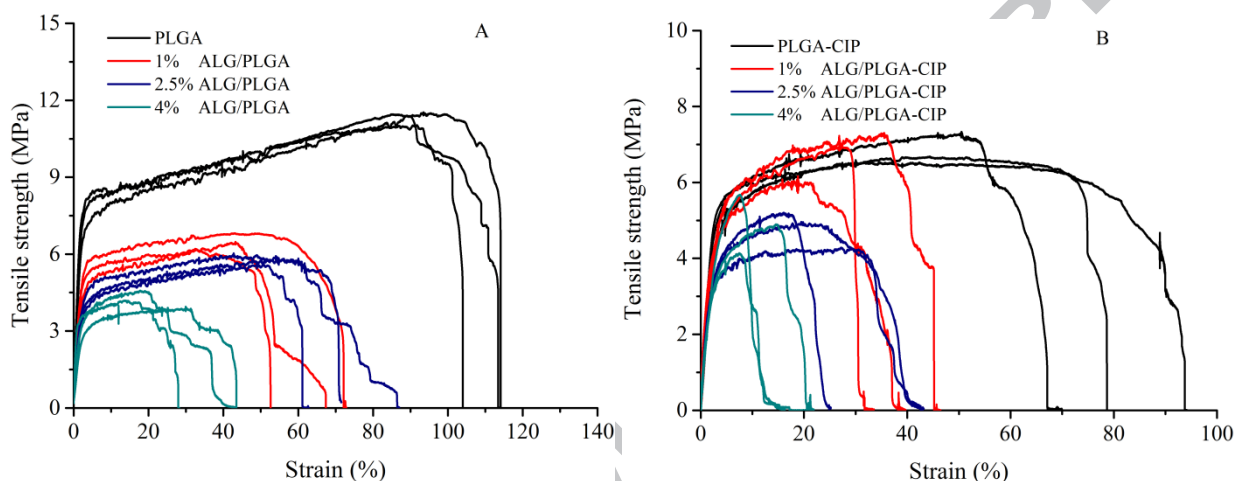 A
PLGA
1% ALG/PLGA
2.5% ALG/PLGA
4% ALG/PLGA
Tensile strength (MPa)
15
12
9
6
3
0
0 20 40 60 80 100 120 140
Strain (%)
B
PLGA-CIP
1% ALG/PLGA-CIP
2.5% ALG/PLGA-CIP
4% ALG/PLGA-CIP
Tensile strength (MPa)
10
8
6
4
2
0
0 20 40 60 80 100
Strain (%)